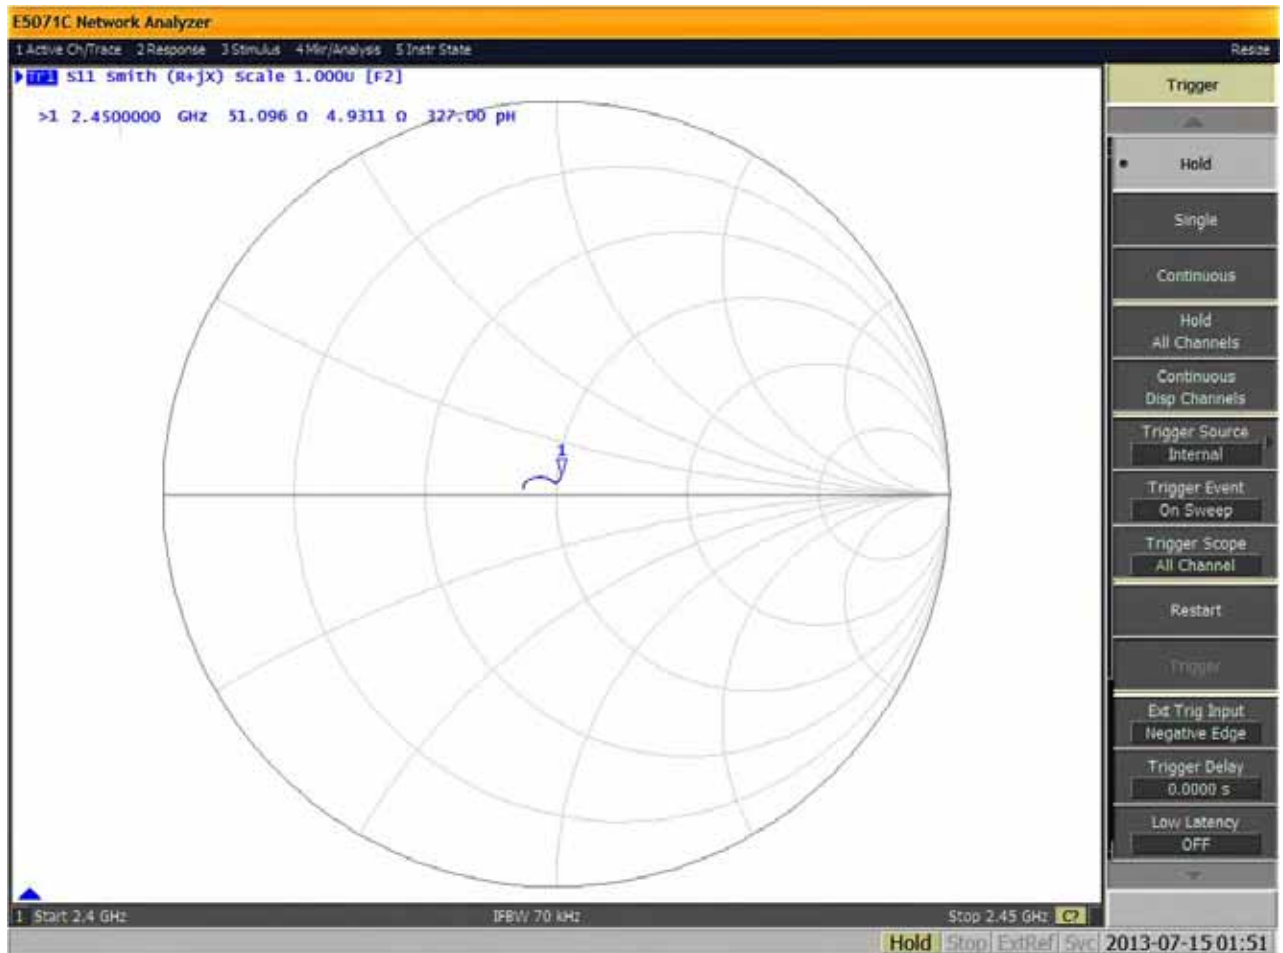 E5071C Network Analyzer
1 Active Ch/Trace 2 Response 3 Stimulus 4 Mkr/Analysis 5 Instr State
Resize
Tr1 S11 Smith (R+jX) Scale 1.000U [F2]
>1 2.4500000 GHz 51.096 Ω 4.9311 Ω 327.00 pH
1
Trigger
Hold
Single
Continuous
Hold
All Channels
Continuous
Disp Channels
Trigger Source
Internal
Trigger Event
On Sweep
Trigger Scope
All Channel
Restart
Trigger
Ext Trig Input
Negative Edge
Trigger Delay
0.0000 s
Low Latency
OFF
1 Start 2.4 GHz
IFBW 70 kHz
Stop 2.45 GHz C?
Hold Stop ExtRef Svc 2013-07-15 01:51